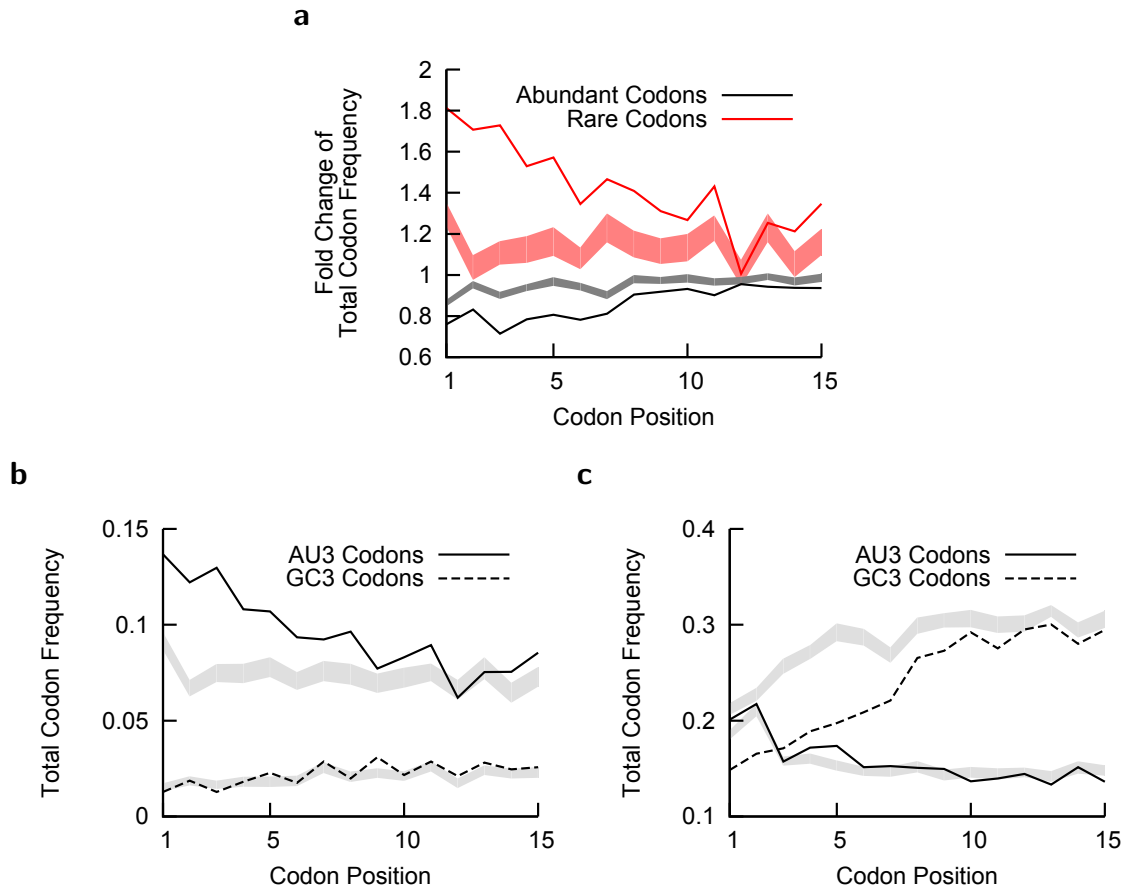 a
Fold Change of
Total Codon Frequency
2
1.8
1.6
1.4
1.2
1
0.8
0.6
Abundant Codons
Rare Codons
1 5 10 15
Codon Position
b
Total Codon Frequency
0.15
0.1
0.05
0
AU3 Codons
GC3 Codons
1 5 10 15
Codon Position
c
Total Codon Frequency
0.4
0.3
0.2
0.1
AU3 Codons
GC3 Codons
1 5 10 15
Codon Position